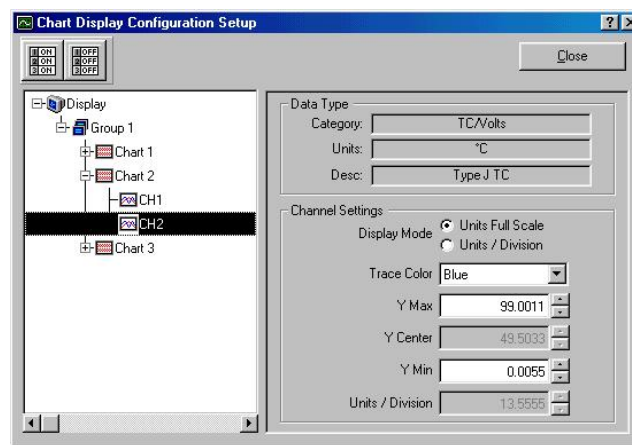 Chart Display Configuration Setup
1 ON 1 OFF
2 ON 2 OFF
3 ON 3 OFF
Close
Display
Group 1
Chart 1
Chart 2
CH1
CH2
Chart 3
Data Type
Category: TC/Volts
Units: °C
Desc: Type J TC
Channel Settings
Display Mode
Units Full Scale
Units / Division
Trace Color Blue
Y Max 99.0011
Y Center 49.5033
Y Min 0.0055
Units / Division 13.5555